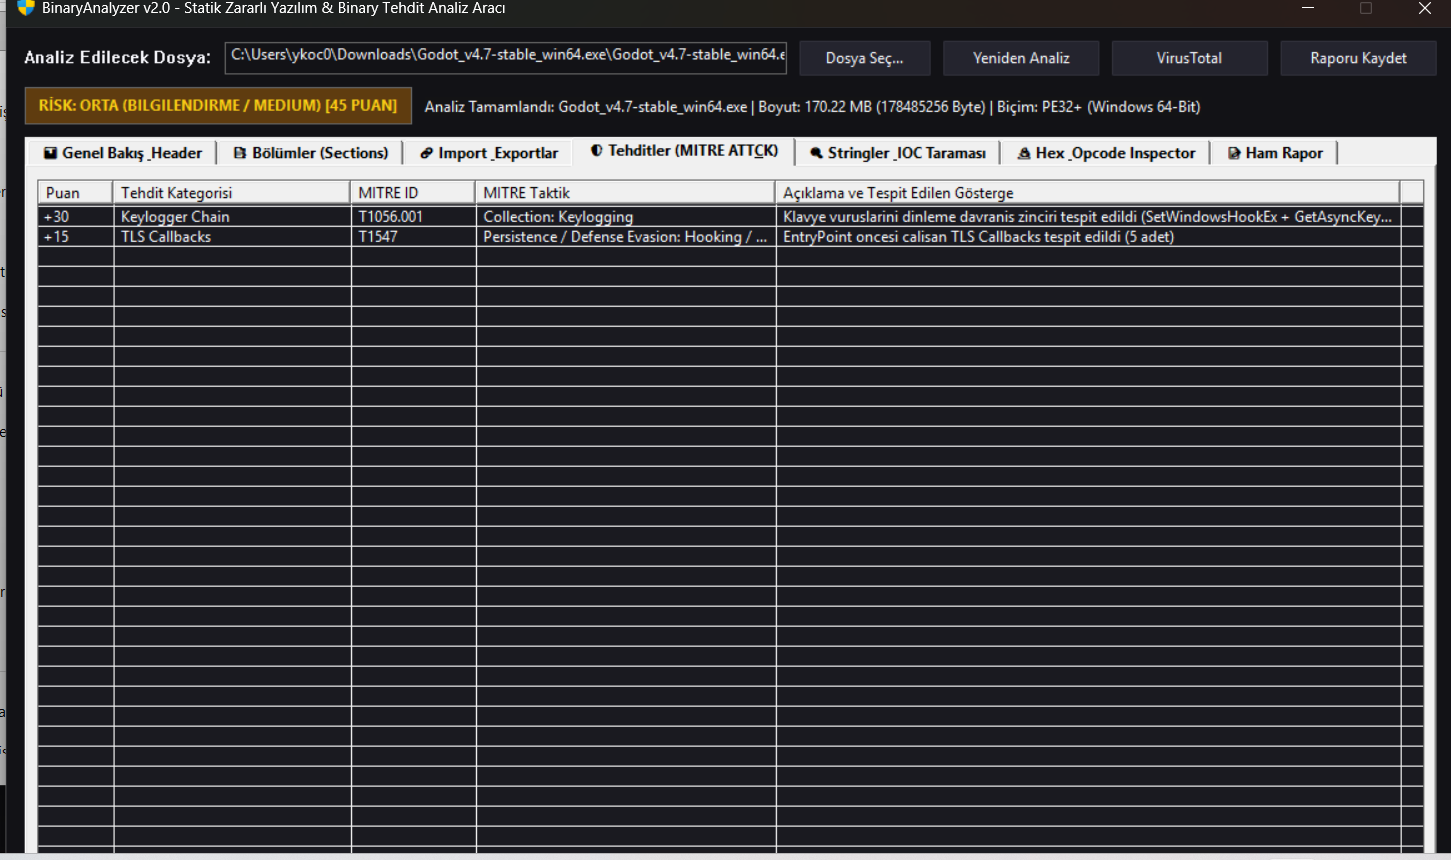 BinaryAnalyzer v2.0 - Statik Zararlı Yazılım & Binary Tehdit Analiz Aracı
Analiz Edilecek Dosya: C:\Users\ykoc0\Downloads\Godot_v4.7-stable_win64.exe\Godot_v4.7-stable_win64.e Dosya Seç... Yeniden Analiz VirusTotal Raporu Kaydet
RİSK: ORTA (BILGILENDIRME / MEDIUM) [45 PUAN] Analiz Tamamlandı: Godot_v4.7-stable_win64.exe | Boyut: 170.22 MB (178485256 Byte) | Biçim: PE32+ (Windows 64-Bit)
Genel Bakış _Header Bölümler (Sections) Import _Exportlar Tehditler (MITRE ATTCK) Stringler _IOC Taraması Hex _Opcode Inspector Ham Rapor
Puan Tehdit Kategorisi MITRE ID MITRE Taktik Açıklama ve Tespit Edilen Gösterge
+30 Keylogger Chain T1056.001 Collection: Keylogging Klavye vuruslarini dinleme davranis zinciri tespit edildi (SetWindowsHookEx + GetAsyncKey...
+15 TLS Callbacks T1547 Persistence / Defense Evasion: Hooking / ... EntryPoint oncesi calisan TLS Callbacks tespit edildi (5 adet)